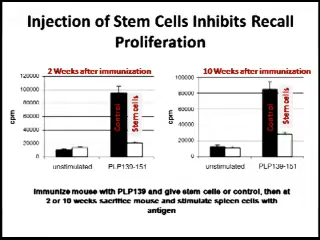 Injection of Stem Cells Inhibits Recall
Proliferation
2 Weeks after immunization
120000
100000
80000
60000
40000
20000
0
cpm
Control
Stem cells
unstimulated
PLP139-151
10 Weeks after immunization
100000
80000
60000
40000
20000
0
cpm
Control
Stem cells
unstimulated
PLP139-151
Immunize mouse with PLP139 and give stem cells or control, then at
2 or 10 weeks sacrifice mouse and stimulate spleen cells with
antigen